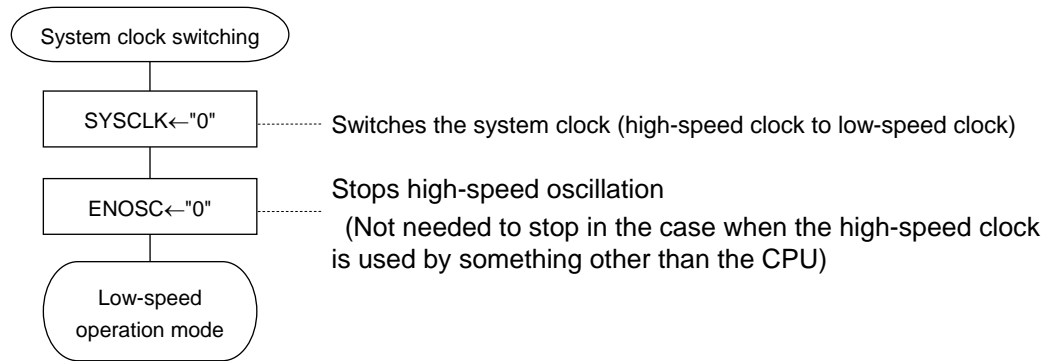 System clock switching
SYSCLK←"0"
Switches the system clock (high-speed clock to low-speed clock)
ENOSC←"0"
Stops high-speed oscillation
(Not needed to stop in the case when the high-speed clock
is used by something other than the CPU)
Low-speed
operation mode